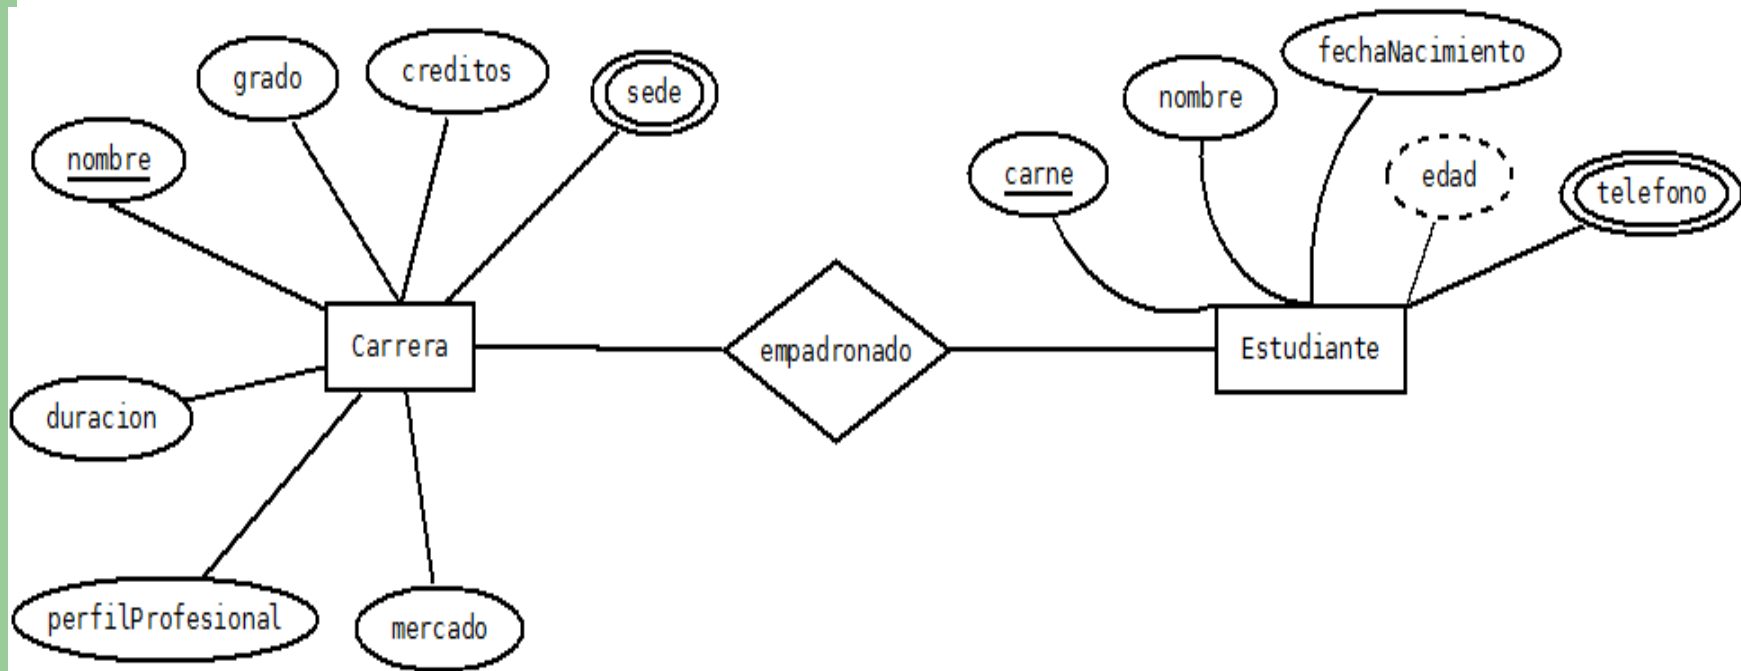 fechaNacimiento
grado
creditos
sede
nombre
nombre
carne
edad
telefono
Carrera
empadronado
Estudiante
duracion
perfilProfesional
mercado